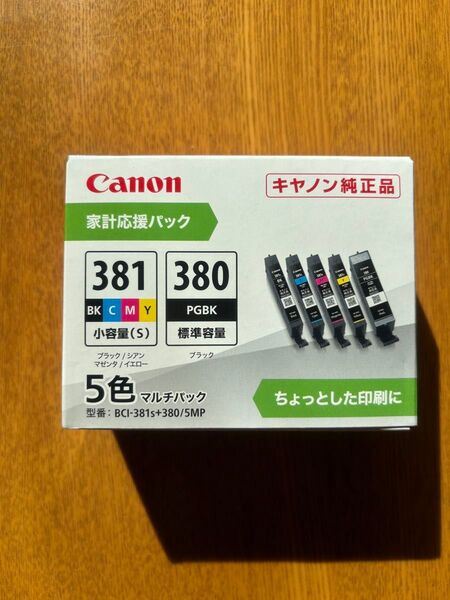 Canon
キヤノン純正品
家計応援パック
381
BK C M Y
小容量(S)
ブラック/シアン
マゼンタ/イエロー
380
PGBK
標準容量
ブラック
5色 マルチパック
型番：BCI-381s+380/5MP
ちょっとした印刷に